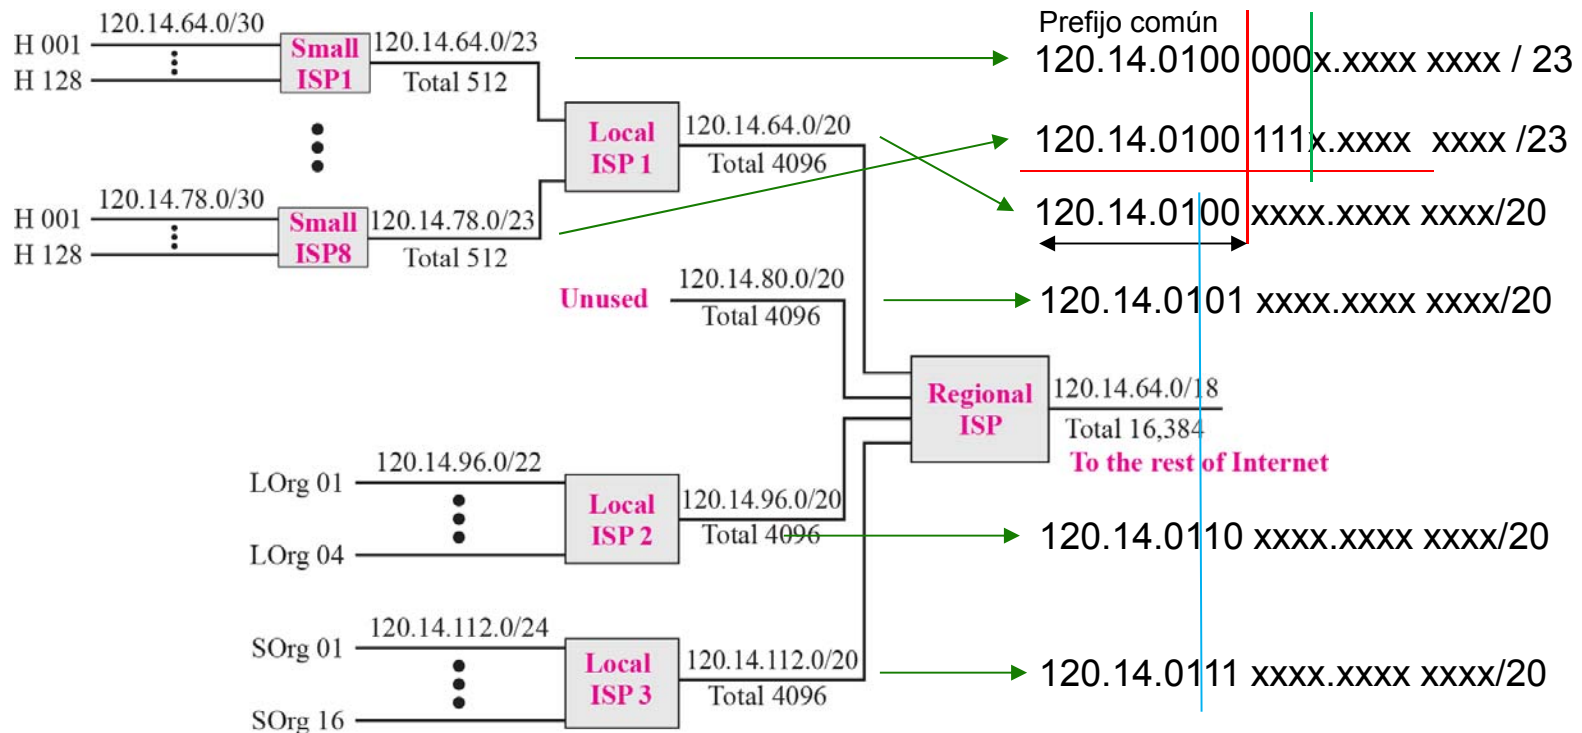 120.14.64.0/30
H 001
H 128
Small
ISP1
120.14.64.0/23
Total 512
120.14.78.0/30
H 001
H 128
Small
ISP8
120.14.78.0/23
Total 512
Local
ISP 1
120.14.64.0/20
Total 4096
Unused
120.14.80.0/20
Total 4096
Regional
ISP
120.14.64.0/18
Total 16,384
To the rest of Internet
LOrg 01
120.14.96.0/22
LOrg 04
Local
ISP 2
120.14.96.0/20
Total 4096
SOrg 01
120.14.112.0/24
SOrg 16
Local
ISP 3
120.14.112.0/20
Total 4096
Prefijo común
120.14.0100 000x.xxxx xxxx / 23
120.14.0100 111x.xxxx xxxx /23
120.14.0100 xxxx.xxxx xxxx/20
120.14.0101 xxxx.xxxx xxxx/20
120.14.0110 xxxx.xxxx xxxx/20
120.14.0111 xxxx.xxxx xxxx/20